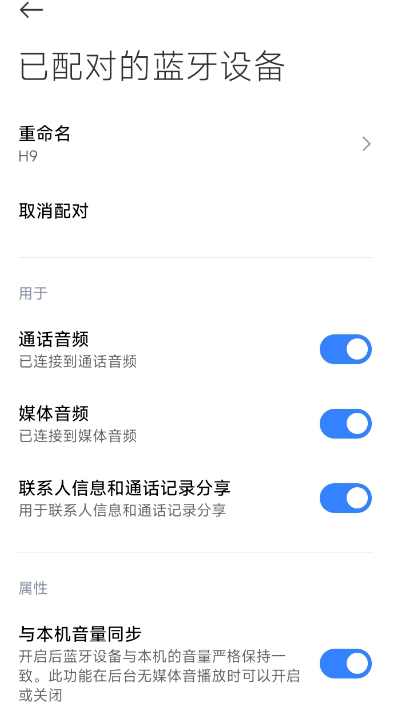 已配对的蓝牙设备
重命名
H9
取消配对
用于
通话音频
已连接到通话音频
媒体音频
已连接到媒体音频
联系人信息和通话记录分享
用于联系人信息和通话记录分享
属性
与本机音量同步
开启后蓝牙设备与本机的音量严格保持一
致。此功能在后台无媒体音播放时可以开启
或关闭